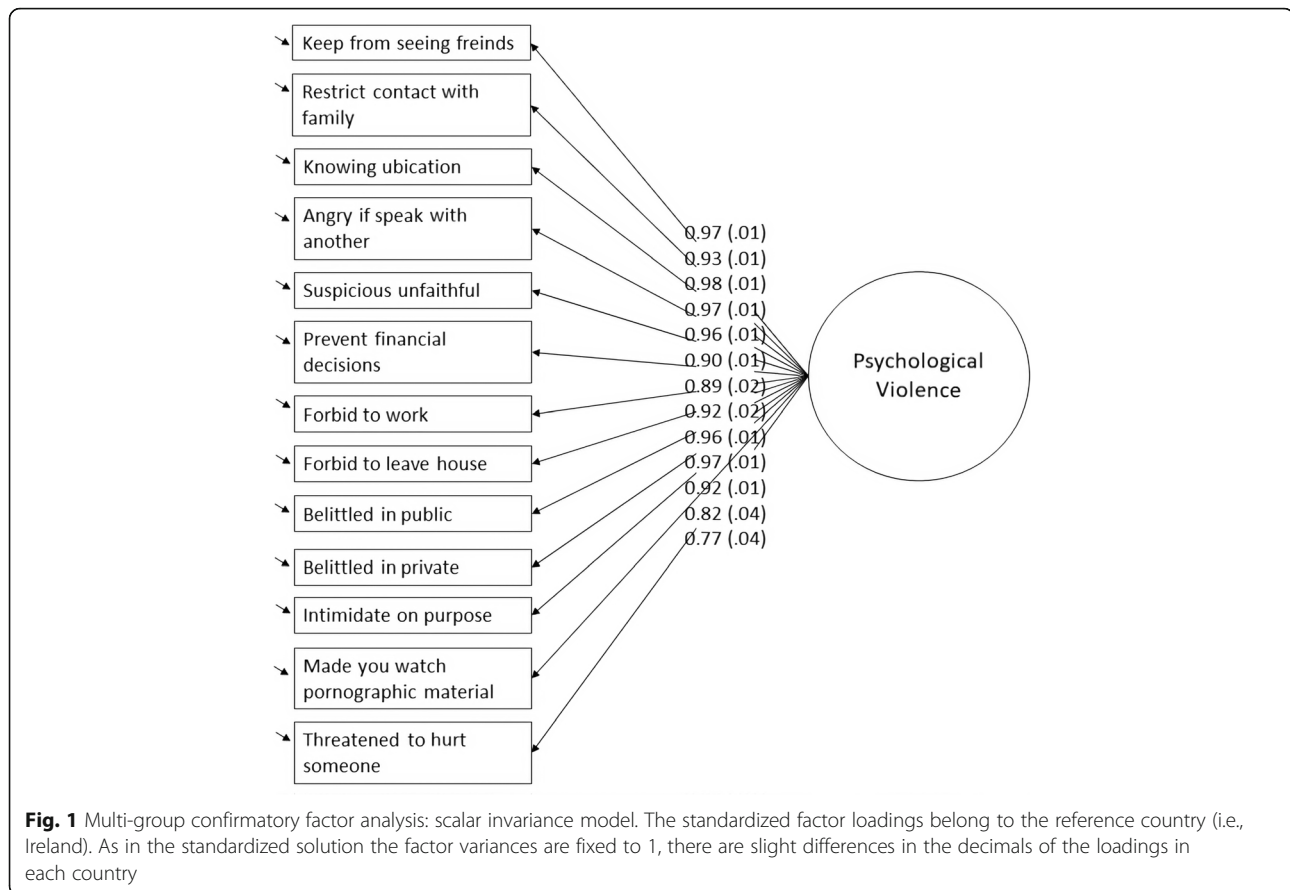 Keep from seeing freinds
Restrict contact with
family
Knowing ubication
Angry if speak with
another
Suspicious unfaithful
Prevent financial
decisions
Forbid to work
Forbid to leave house
Belittled in public
Belittled in private
Intimidate on purpose
Made you watch
pornographic material
Threatened to hurt
someone
0.97 (.01)
0.93 (.01)
0.98 (.01)
0.97 (.01)
0.96 (.01)
0.90 (.01)
0.89 (.02)
0.92 (.02)
0.96 (.01)
0.97 (.01)
0.92 (.01)
0.82 (.04)
0.77 (.04)
Psychological
Violence
Fig. 1 Multi-group confirmatory factor analysis: scalar invariance model. The standardized factor loadings belong to the reference country (i.e.,
Ireland). As in the standardized solution the factor variances are fixed to 1, there are slight differences in the decimals of the loadings in
each country